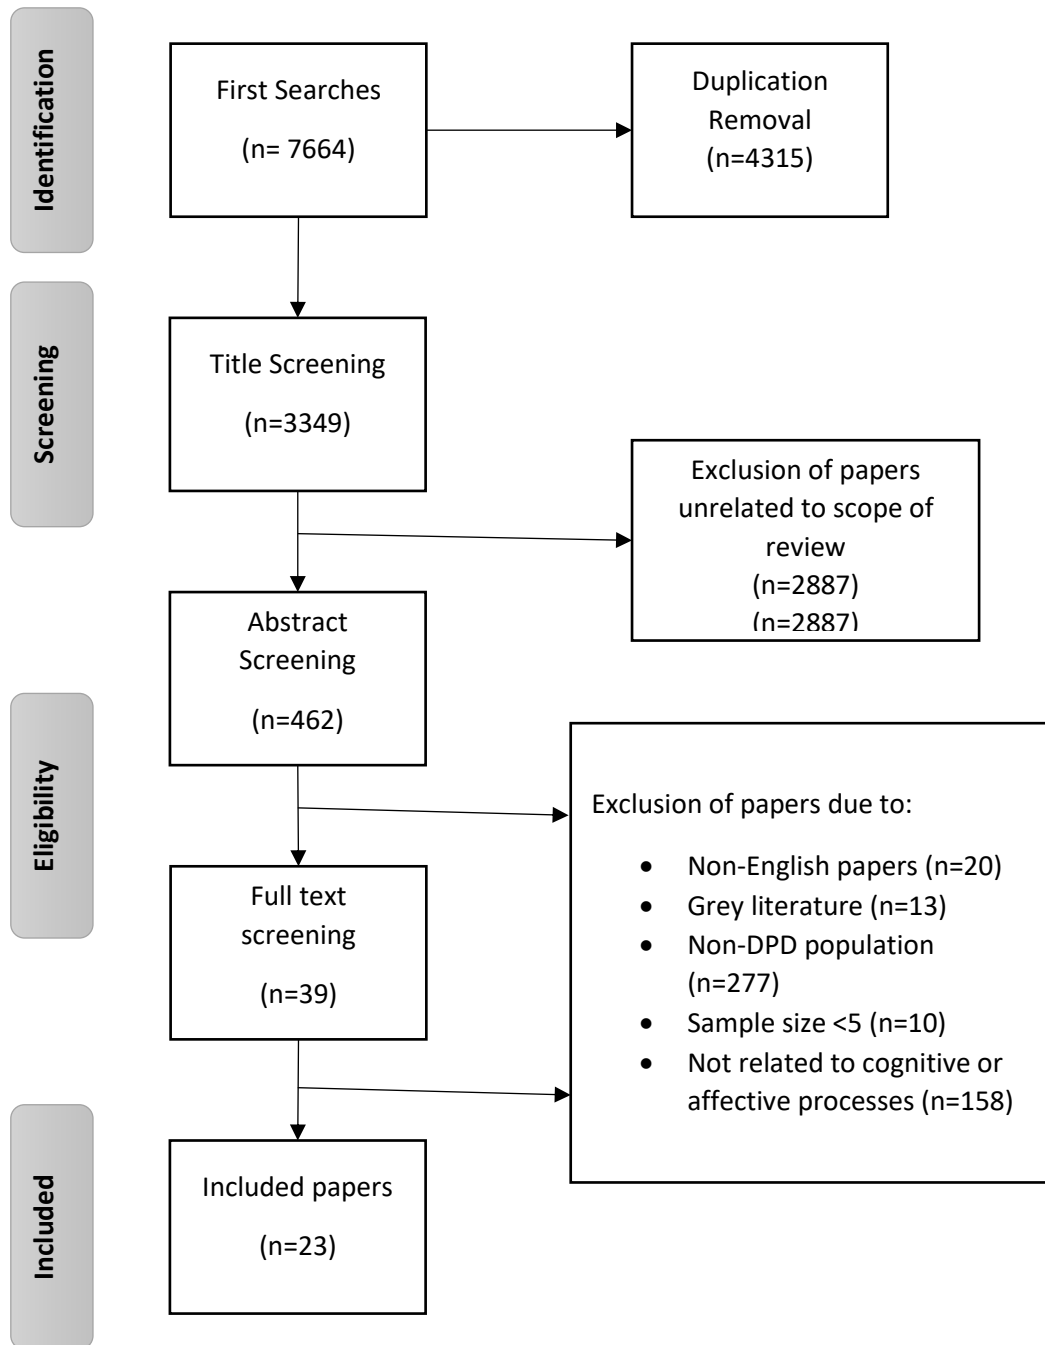 Identification
First Searches
(n= 7664)
Duplication
Removal
(n=4315)
Screening
Title Screening
(n=3349)
Exclusion of papers
unrelated to scope of
review
(n=2887)
(n=2887)
Abstract
Screening
(n=462)
Eligibility
Exclusion of papers due to:
• Non-English papers (n=20)
• Grey literature (n=13)
• Non-DPD population
(n=277)
• Sample size <5 (n=10)
• Not related to cognitive or
affective processes (n=158)
Full text
screening
(n=39)
Included
Included papers
(n=23)